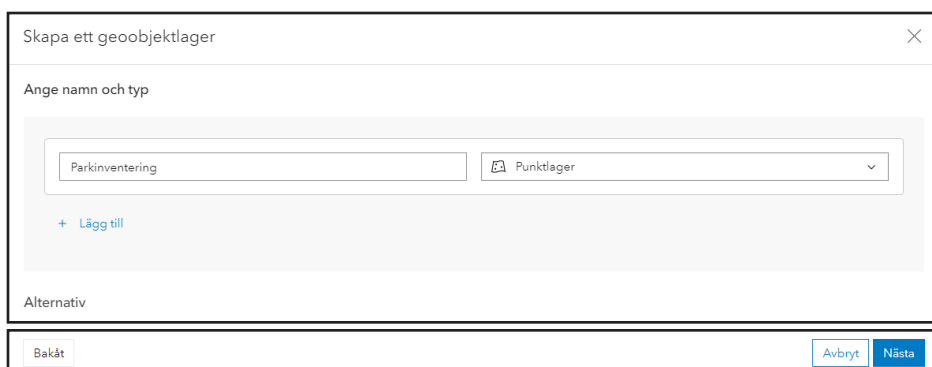 Skapa ett geoobjektlager
Ange namn och typ
Parkinventering Punktlager
+ Lägg till
Alternativ
Bakåt Avbryt Nästa